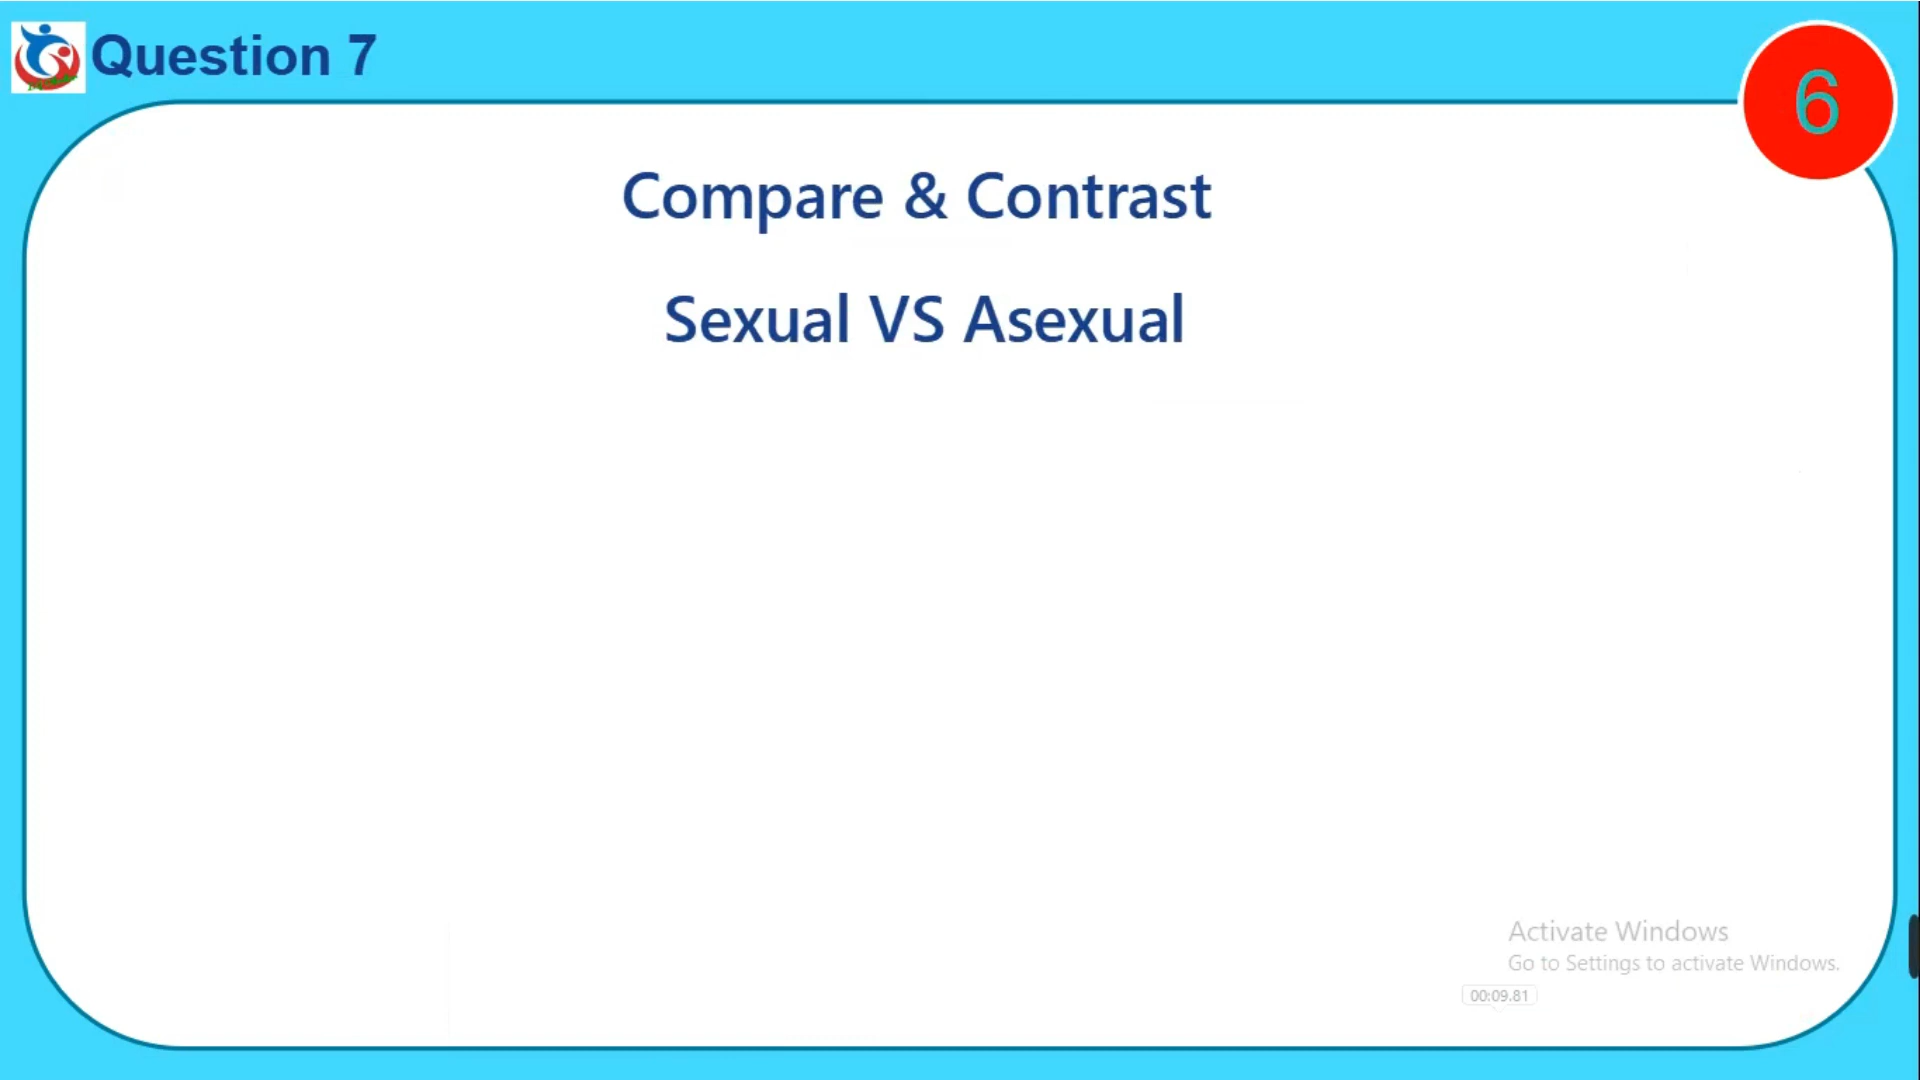 Question 7
6
Compare & Contrast
Sexual VS Asexual
Activate Windows
Go to Settings to activate Windows.
00:09.81